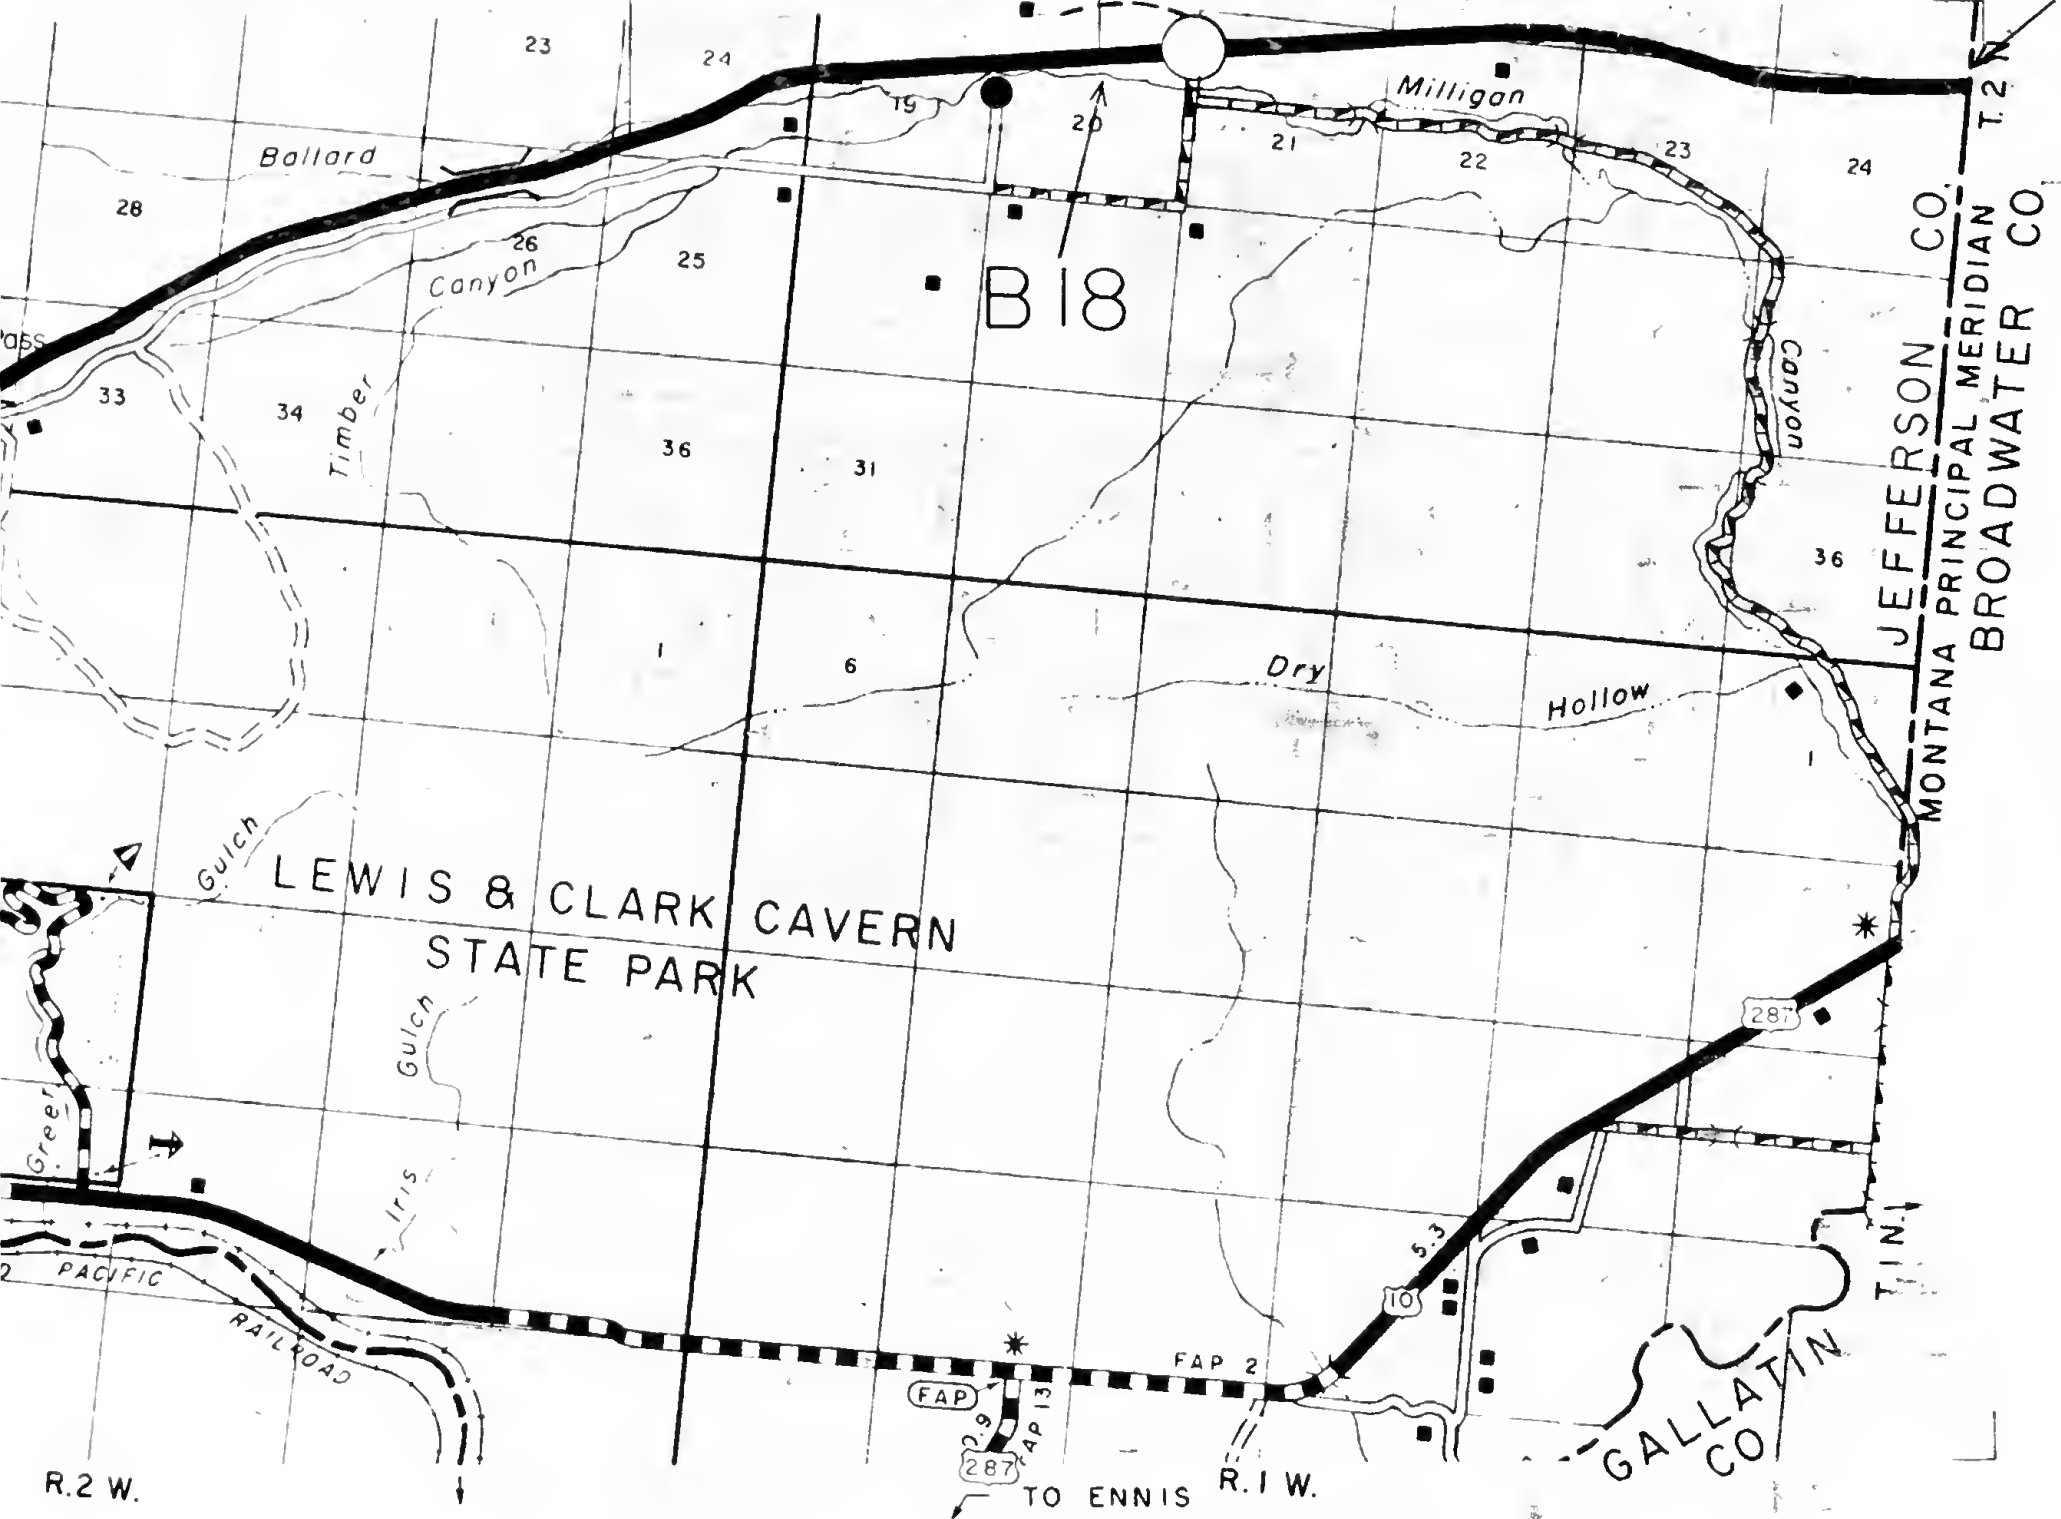 23
24
19
20
Milligan
21
22
23
24
Ballard
28
26
25
Canyon
B18
33
34
Timber
36
31
Canyon
36
1
6
Dry
Hollow
1
T. 2 N.
JEFFERSON CO.
MONTANA PRINCIPAL MERIDIAN
BROADWATER CO.
Gulch
LEWIS & CLARK CAVERN
STATE PARK
Gulch
Greer
Iris
287
5.3
10
T 1 N.
2
PACIFIC
RAILROAD
FAP 2
FAP
FAP 13
287
TO ENNIS
R. 2 W.
R. 1 W.
GALLATIN
CO